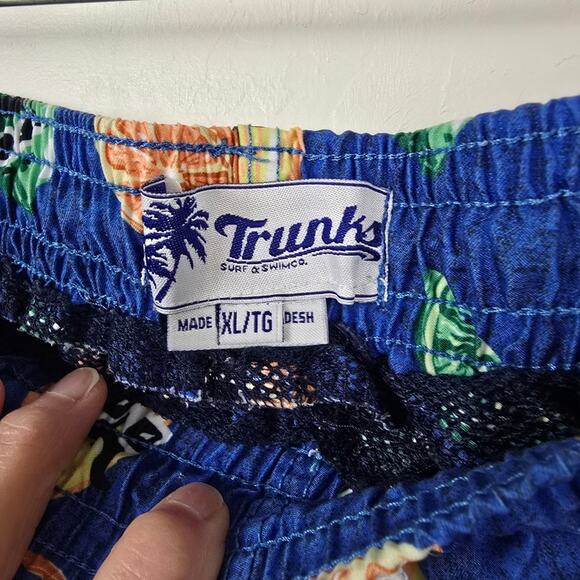 Trunks
SURF & SWIM CO.
MADE XL/TG DESH